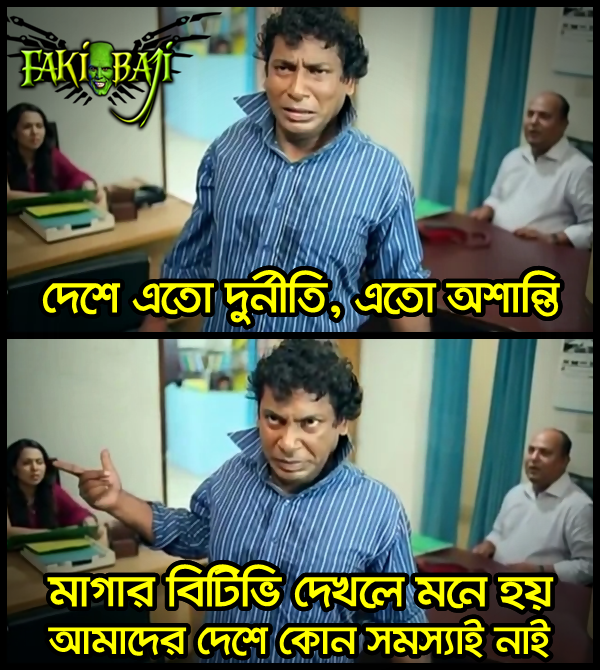 FAKIBAJI
দেশে এতো দুর্নীতি, এতো অশান্তি
মাগার বিটিভি দেখলে মনে হয়
আমাদের দেশে কোন সমস্যাই নাই